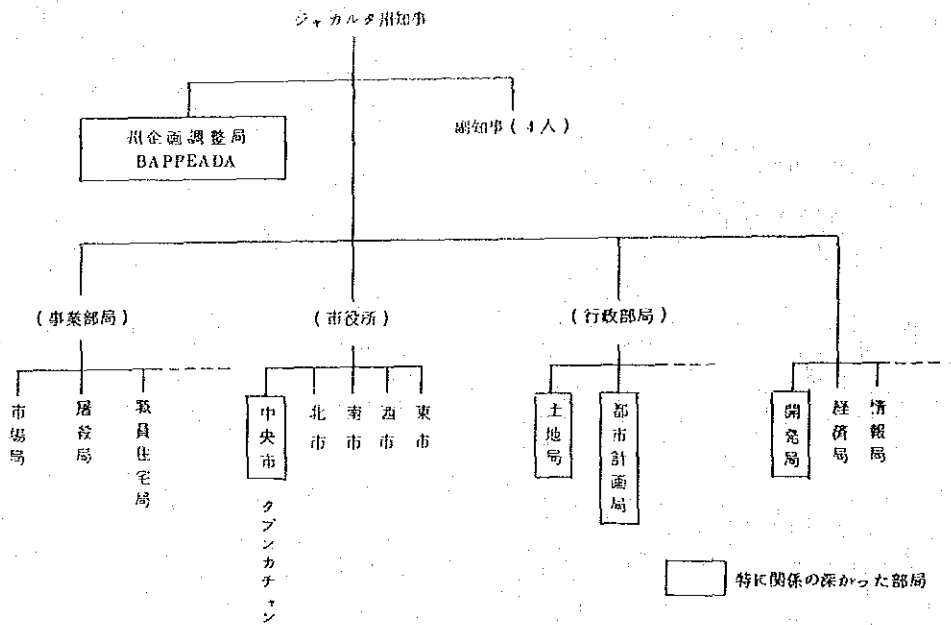 ジャカルタ州知事
副知事(4人)
州企画調整局
BAPPEADA
(事業部局)
(市役所)
(行政部局)
市場局
屠殺局
職員住宅局
中央市
北市
南市
西市
東市
土地局
都市計画局
開発局
経済局
情報局
クブンカチャン
特に関係の深かった部局